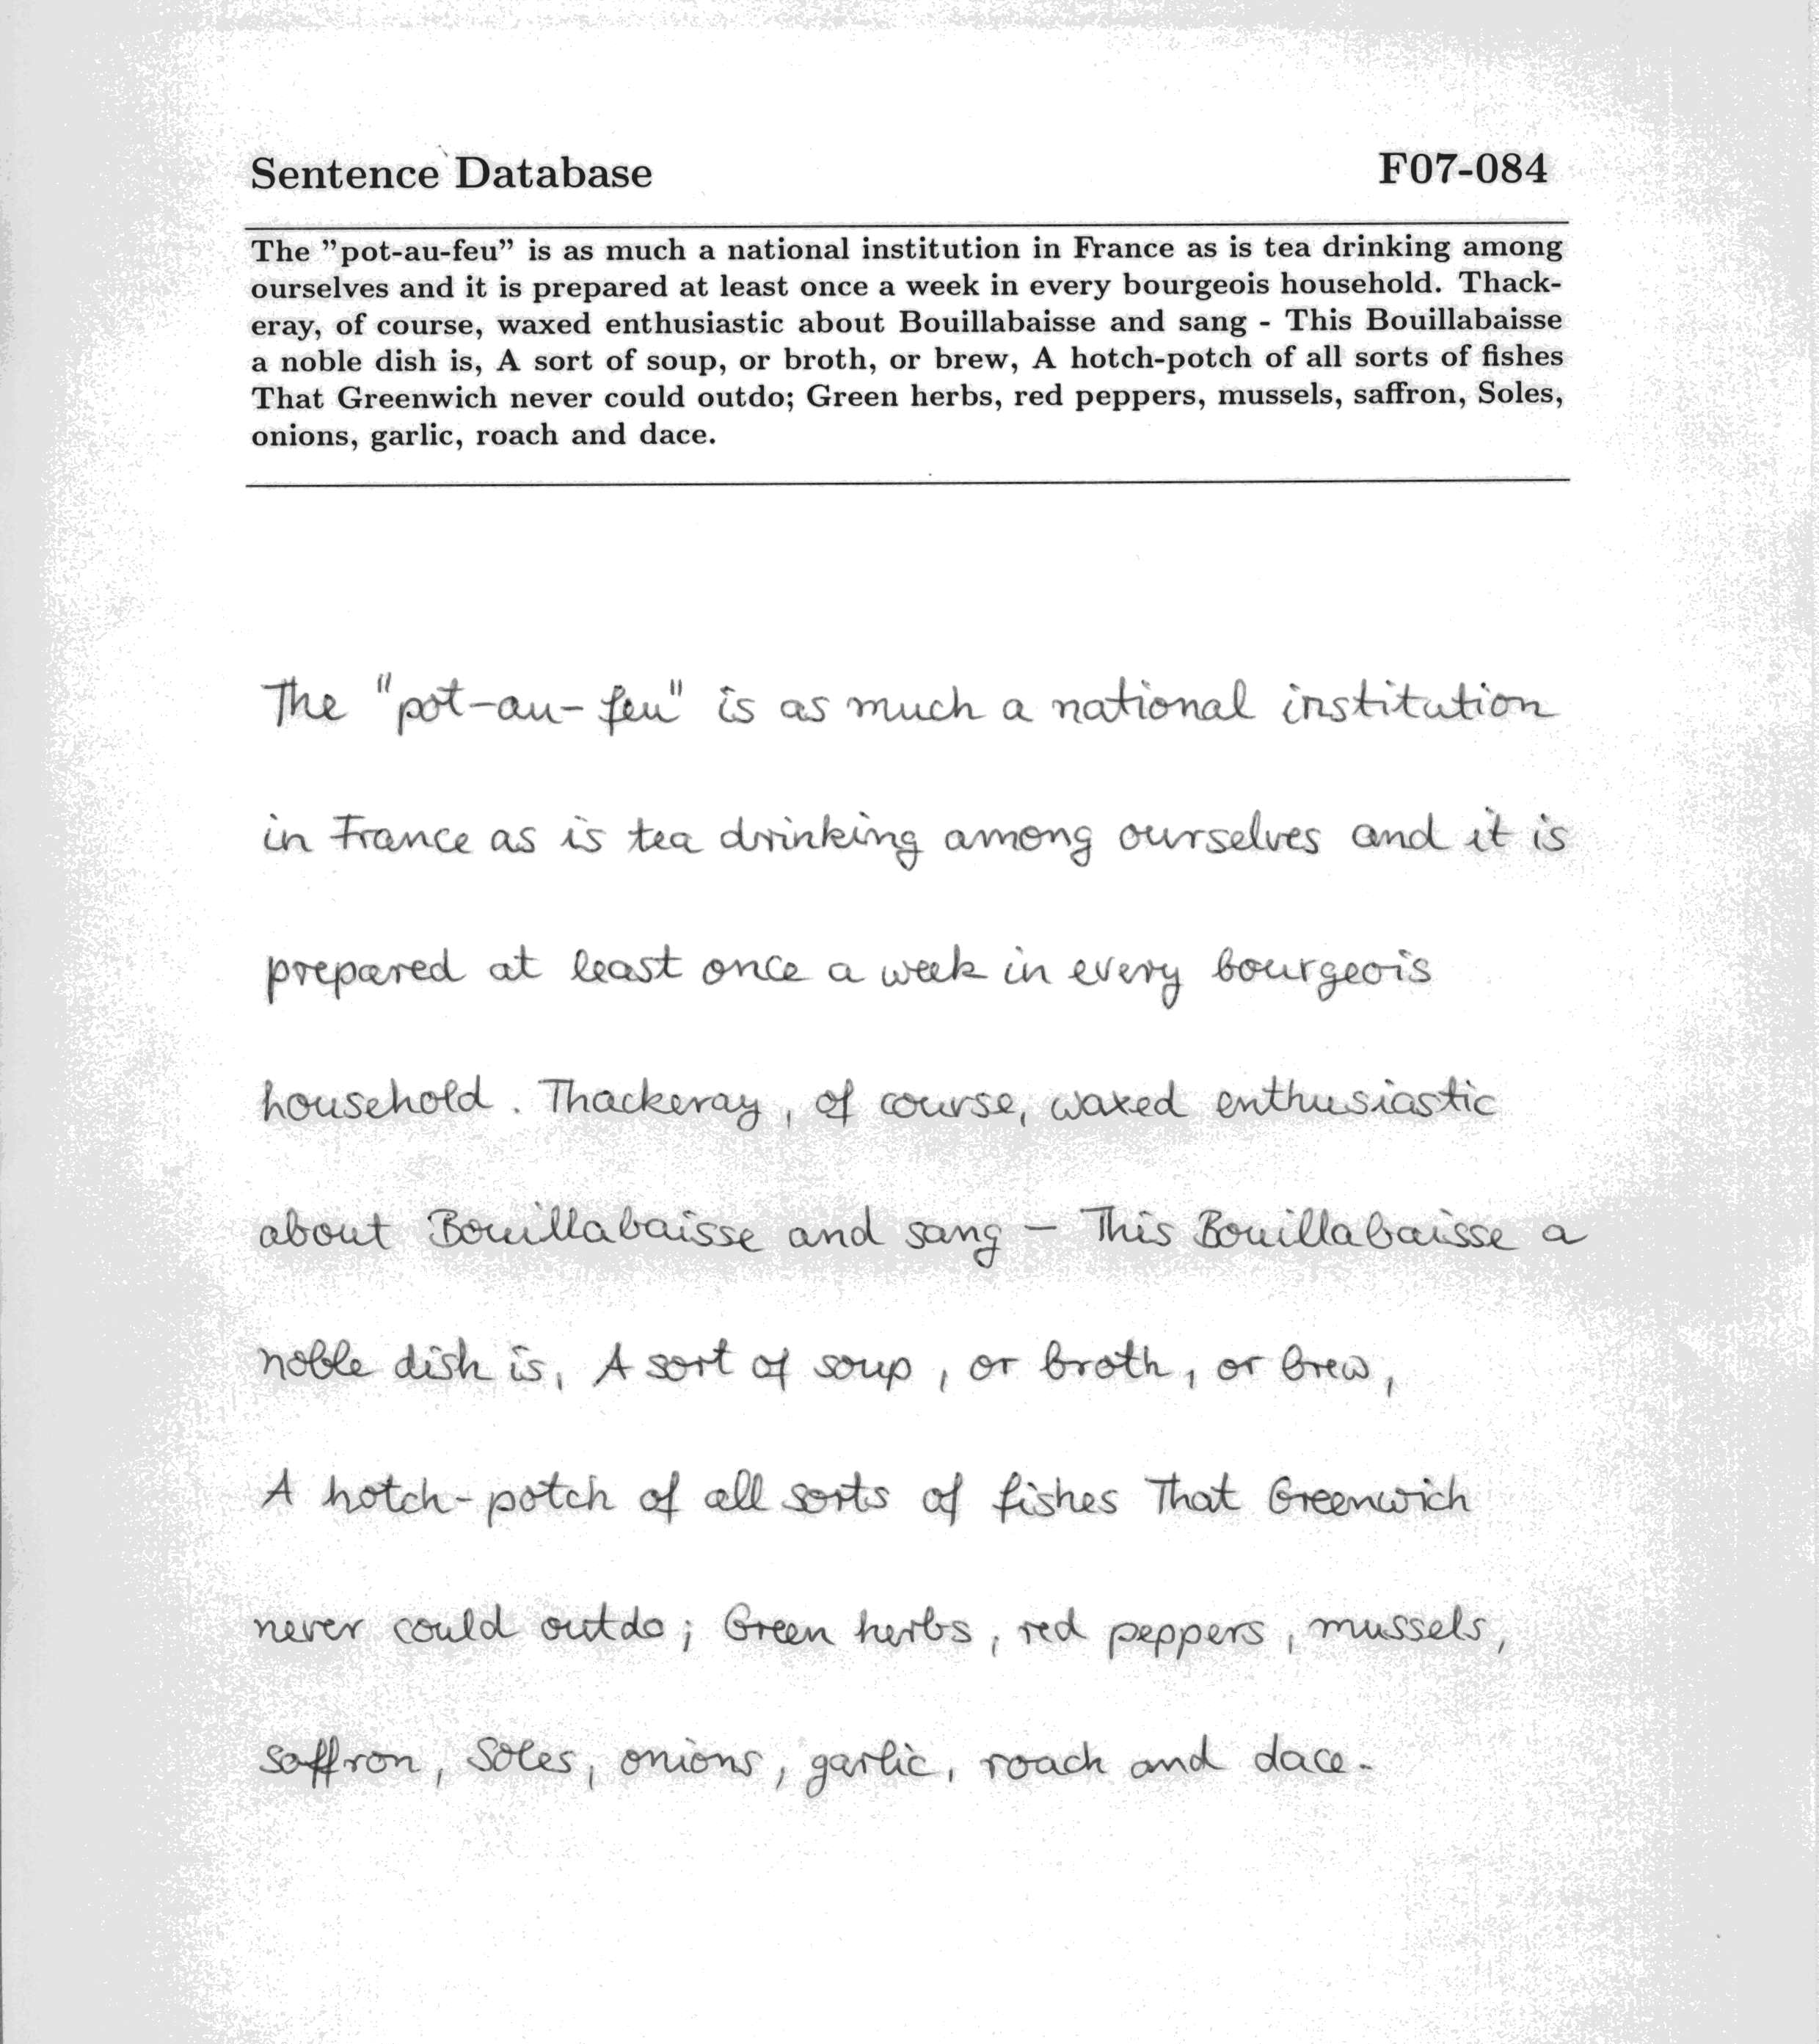 Sentence Database F07-084
The "pot-au-feu" is as much a national institution in France as is tea drinking among
ourselves and it is prepared at least once a week in every bourgeois household. Thack-
eray, of course, waxed enthusiastic about Bouillabaisse and sang - This Bouillabaisse
a noble dish is, A sort of soup, or broth, or brew, A hotch-potch of all sorts of fishes
That Greenwich never could outdo; Green herbs, red peppers, mussels, saffron, Soles,
onions, garlic, roach and dace.
The "pot-au-feu" is as much a national institution
in France as is tea drinking among ourselves and it is
prepared at least once a week in every bourgeois
household. Thackeray, of course, waxed enthusiastic
about Bouillabaisse and sang - This Bouillabaisse a
noble dish is, A sort of soup, or broth, or brew,
A hotch-potch of all sorts of fishes That Greenwich
never could outdo; Green herbs, red peppers, mussels,
saffron, Soles, onions, garlic, roach and dace.